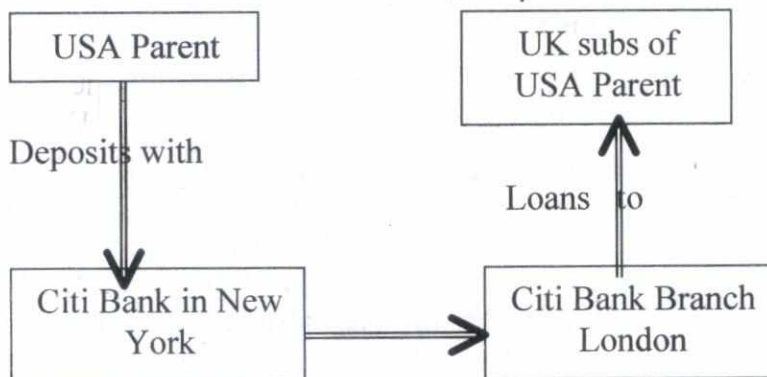 USA Parent
UK subs of
USA Parent
Deposits with
Loans to
Citi Bank in New
York
Citi Bank Branch
London